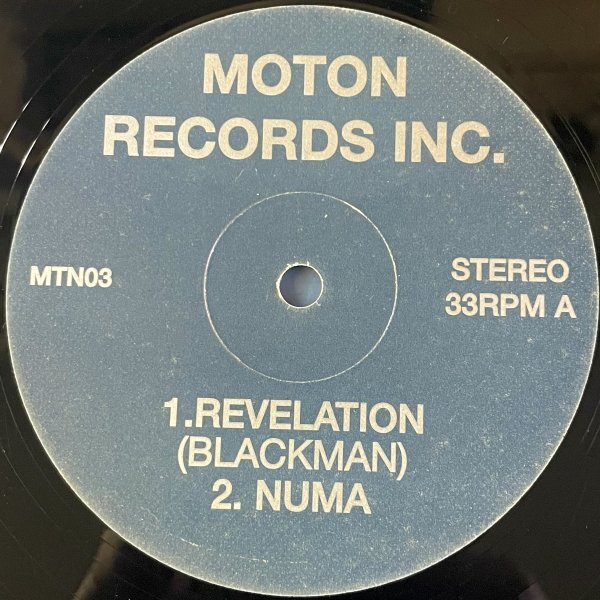 MOTON
RECORDS INC.
MTN03
STEREO
33RPM A
1.REVELATION
(BLACKMAN)
2. NUMA